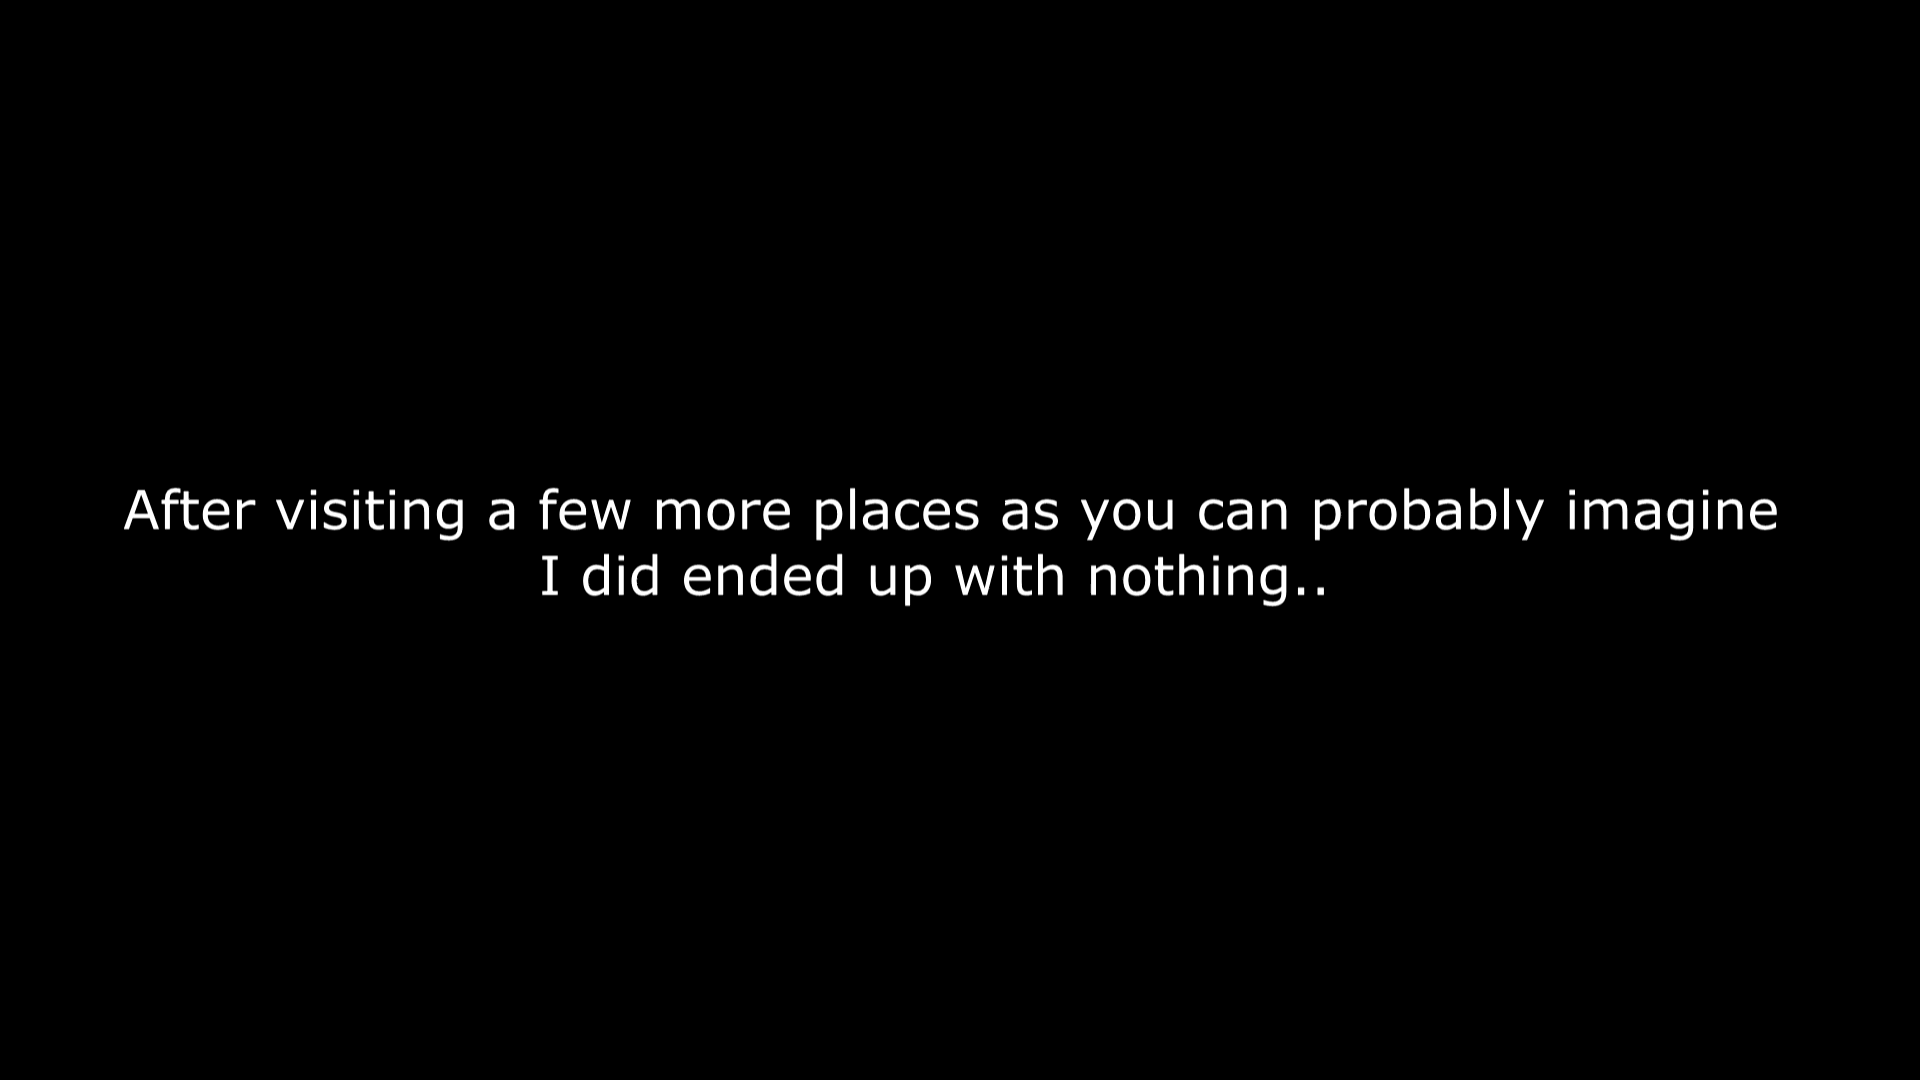 After visiting a few more places as you can probably imagine
I did ended up with nothing..